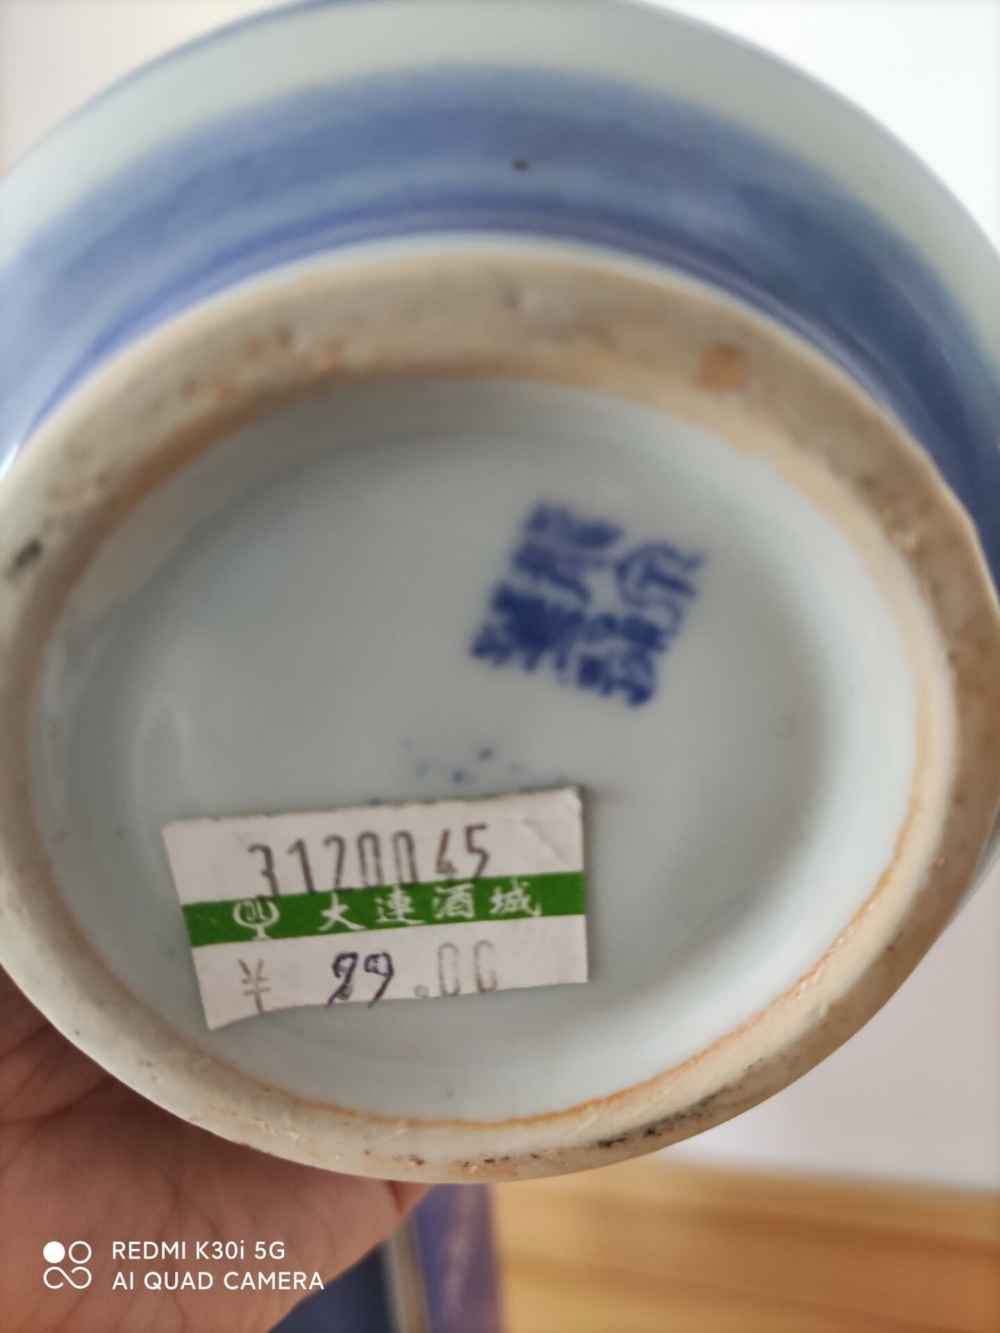 3120045
大連酒城
¥ 29.00
REDMI K30i 5G
AI QUAD CAMERA